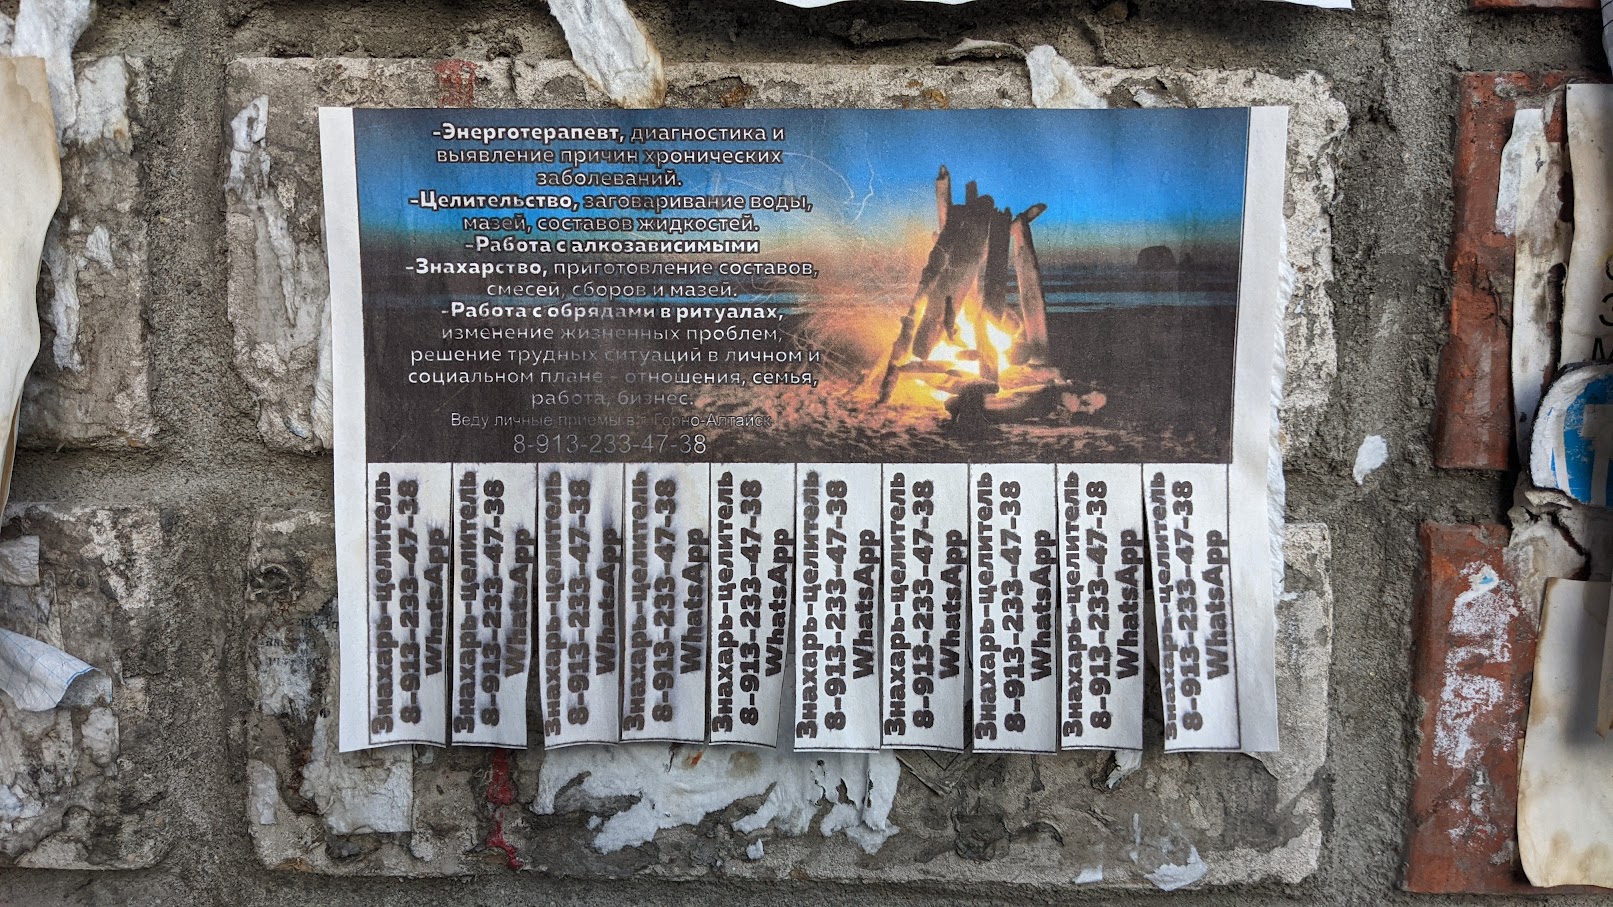 -Энерготерапевт, диагностика и
выявление причин хронических
заболеваний.
-Целительство, заговаривание воды,
мазей, составов жидкостей.
-Работа с алкозависимыми
-Знахарство, приготовление составов,
смесей, сборов и мазей.
-Работа с обрядами в ритуалах,
изменение жизненных проблем,
решение трудных ситуаций в личном и
социальном плане - отношения, семья,
работа, бизнес.
Веду личные приемы в г. Горно-Алтайск
8-913-233-47-38
Знахарь-целитель
8-913-233-47-38
WhatsApp
Знахарь-целитель
8-913-233-47-38
WhatsApp
Знахарь-целитель
8-913-233-47-38
WhatsApp
Знахарь-целитель
8-913-233-47-38
WhatsApp
Знахарь-целитель
8-913-233-47-38
WhatsApp
Знахарь-целитель
8-913-233-47-38
WhatsApp
Знахарь-целитель
8-913-233-47-38
WhatsApp
Знахарь-целитель
8-913-233-47-38
WhatsApp
Знахарь-целитель
8-913-233-47-38
WhatsApp
Знахарь-целитель
8-913-233-47-38
WhatsApp